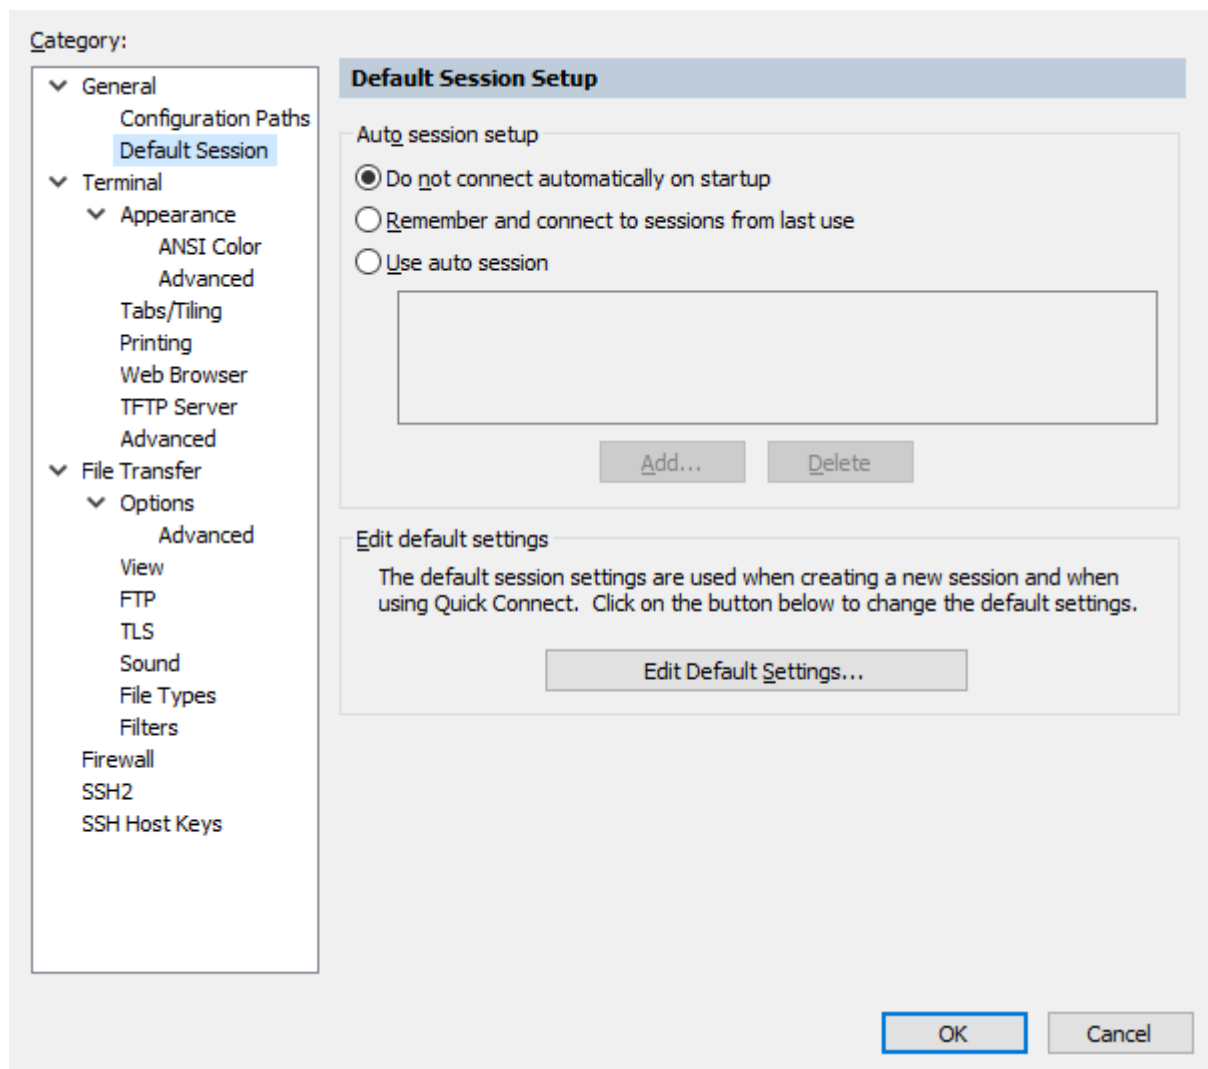 Category:
General
Configuration Paths
Default Session
Terminal
Appearance
ANSI Color
Advanced
Tabs/Tiling
Printing
Web Browser
TFTP Server
Advanced
File Transfer
Options
Advanced
View
FTP
TLS
Sound
File Types
Filters
Firewall
SSH2
SSH Host Keys
Default Session Setup
Auto session setup
Do not connect automatically on startup
Remember and connect to sessions from last use
Use auto session
Add...
Delete
Edit default settings
The default session settings are used when creating a new session and when
using Quick Connect.  Click on the button below to change the default settings.
Edit Default Settings...
OK
Cancel